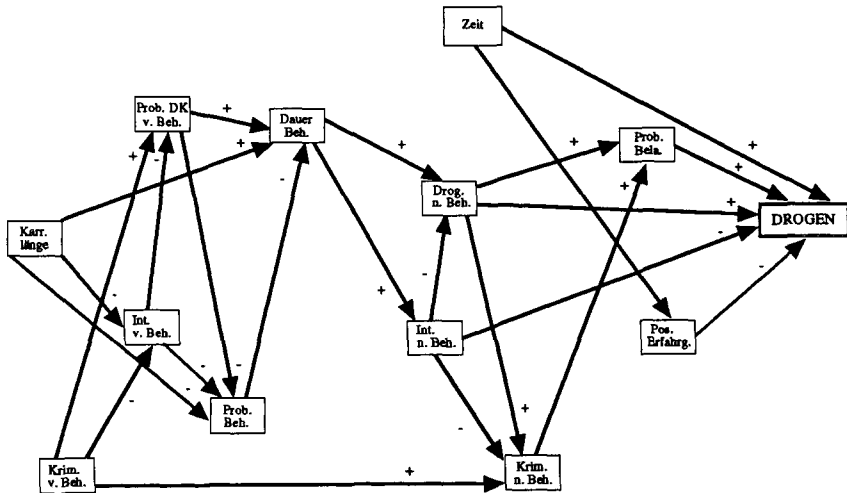 Zeit
+
Prob. DK
v. Beh.
+
Dauer
Beh.
+
+
+
Prob.
Bela.
+
+
-
+
-
+
Drog.
n. Beh.
+
DROGEN
Karr.
länge
-
-
-
-
Int.
v. Beh.
+
Int.
n. Beh.
Pos.
Erfahrg.
-
-
-
-
Prob.
Beh.
+
-
Krim.
v. Beh.
+
Krim.
n. Beh.